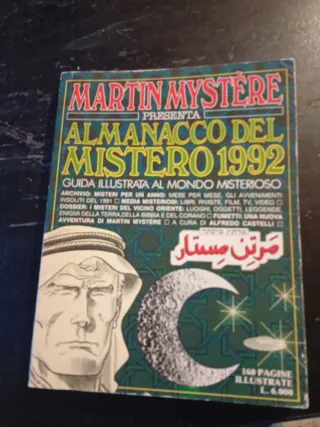 MARTIN MYSTÈRE
PRESENTA
ALMANACCO DEL
MISTERO 1992
GUIDA ILLUSTRATA AL MONDO MISTERIOSO
ARCHIVIO: MISTERI PER UN ANNO: MESE PER MESE, GLI AVVENIMENTI
INSOLITI DEL 1991 □ MEDIA MISTERIOSI: LIBRI, RIVISTE, FILM, TV, VIDEO □
DOSSIER: I MISTERI DEL VICINO ORIENTE: LUOGHI, OGGETTI, LEGGENDE,
ENIGMI DELLA TERRA, DELLA BIBBIA E DEL CORANO □ FUMETTI: UNA NUOVA
AVVENTURA DI MARTIN MYSTÈRE □ A CURA DI ALFREDO CASTELLI □
مرتن مستار
160 PAGINE
ILLUSTRATE
L. 6.000